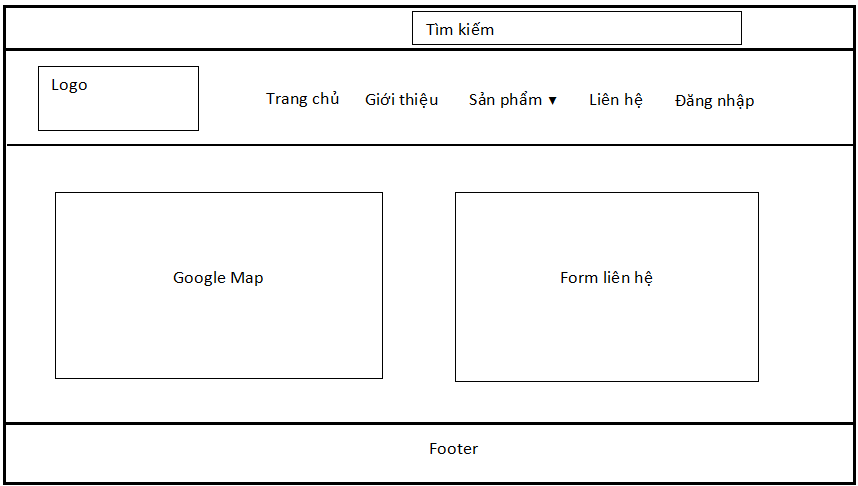 Tìm kiếm
Logo
Trang chủ Giới thiệu Sản phẩm ▾ Liên hệ Đăng nhập
Google Map
Form liên hệ
Footer